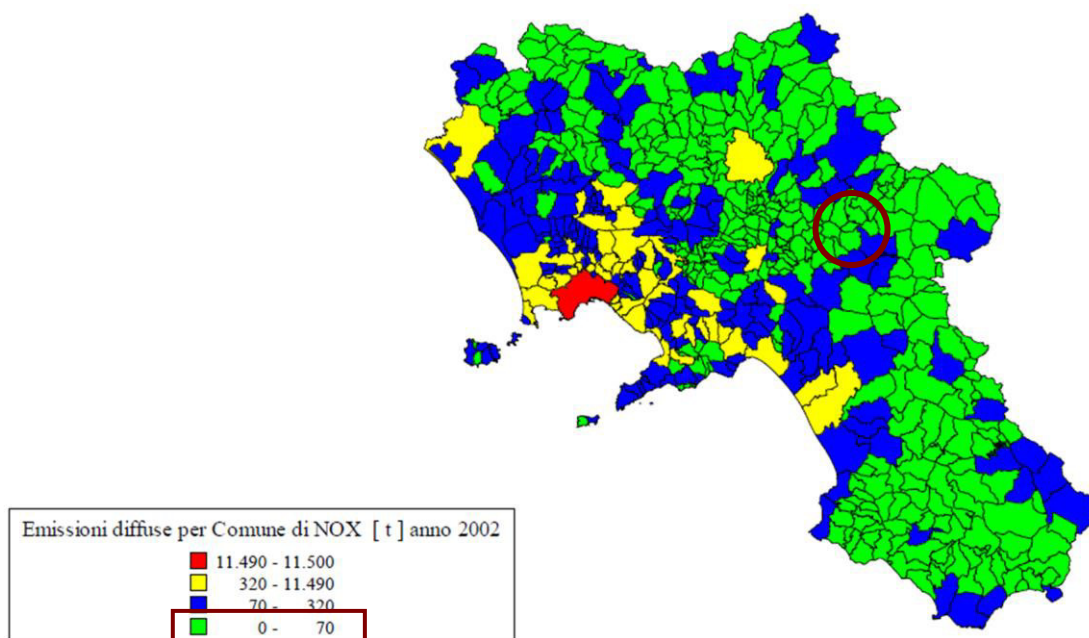 Emissioni diffuse per Comune di NOX [ t ] anno 2002
11.490 - 11.500
320 - 11.490
70 - 320
0 - 70